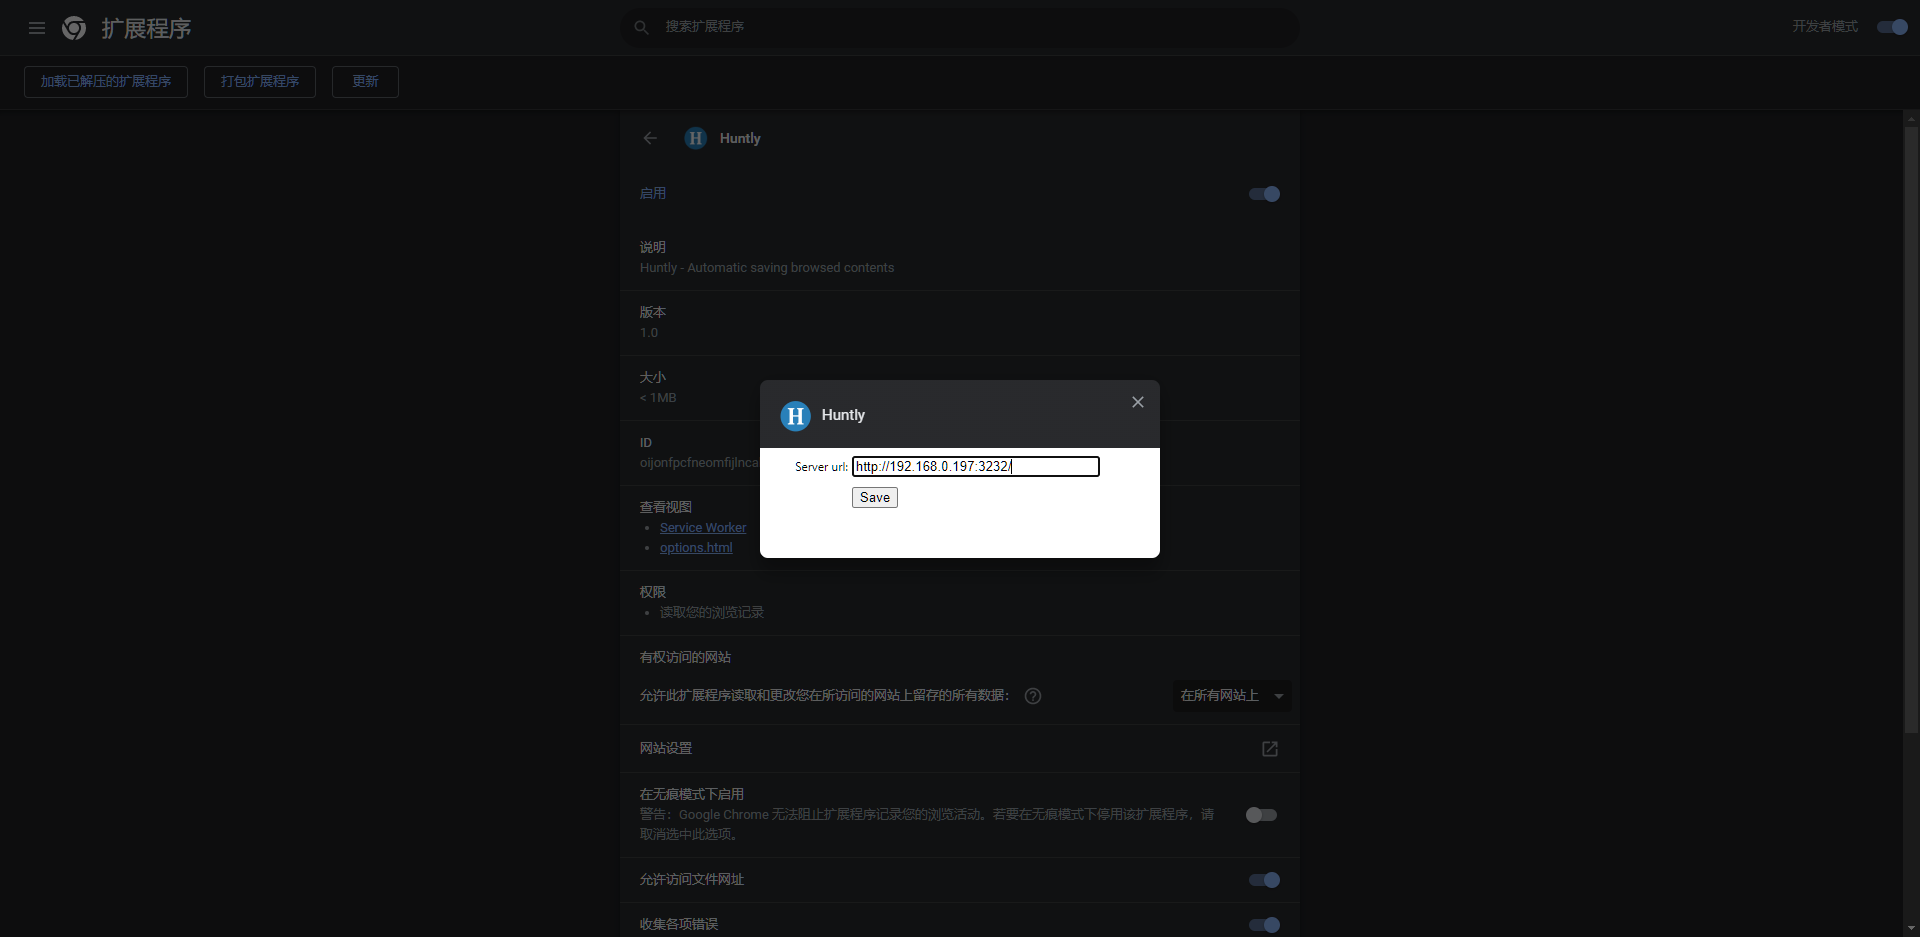 扩展程序
搜索扩展程序
开发者模式
加载已解压的扩展程序
打包扩展程序
更新
Huntly
启用
说明
Huntly - Automatic saving browsed contents
版本
1.0
大小
< 1MB
ID
oijonfpcfneomfijlnca
Huntly
Server url: http://192.168.0.197:3232/
Save
查看视图
Service Worker
options.html
权限
读取您的浏览记录
有权访问的网站
允许此扩展程序读取和更改您在所访问的网站上留存的所有数据：
在所有网站上
网站设置
在无痕模式下启用
警告：Google Chrome 无法阻止扩展程序记录您的浏览活动。若要在无痕模式下停用该扩展程序，请
取消选中此选项。
允许访问文件网址
收集各项错误